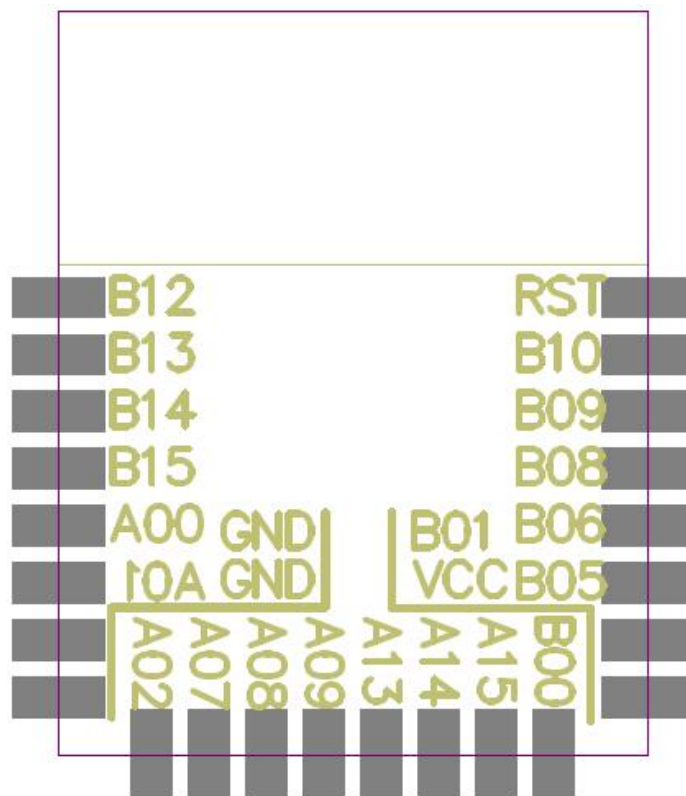 B12 RST
B13 B10
B14 B09
B15 B08
A00 GND B01 B06
A01 GND VCC B05
A02 A07 A08 A09 A13 A14 A15 B00